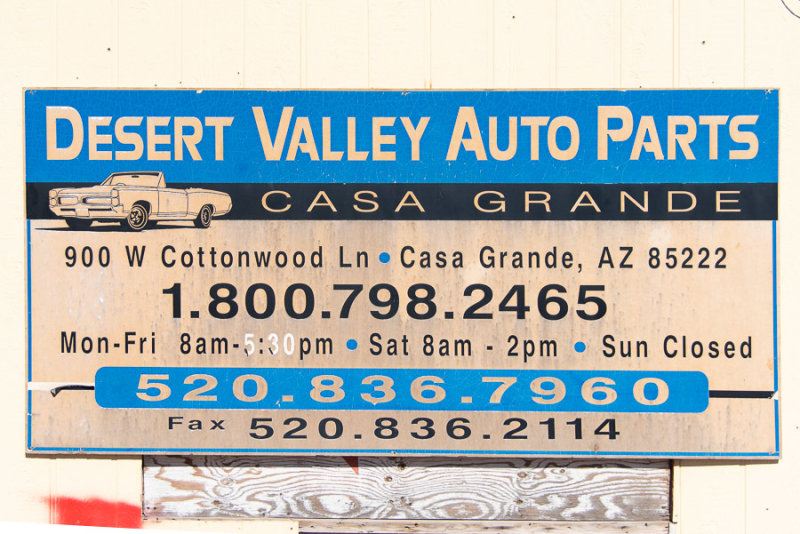 DESERT VALLEY AUTO PARTS
CASA GRANDE
900 W Cottonwood Ln • Casa Grande, AZ 85222
1.800.798.2465
Mon-Fri 8am-5:30pm • Sat 8am - 2pm • Sun Closed
520.836.7960
Fax 520.836.2114